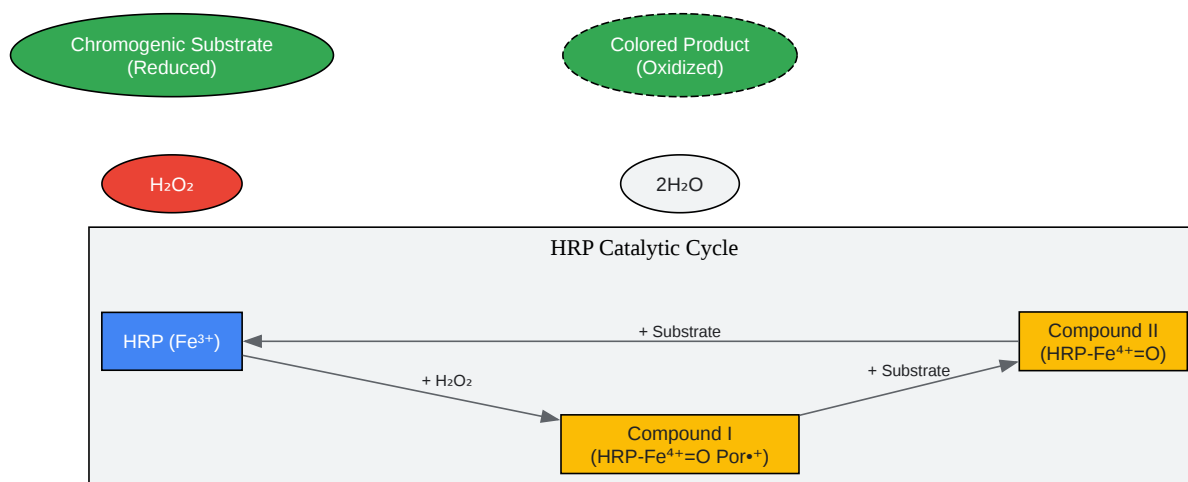 Chromogenic Substrate
(Reduced)
Colored Product
(Oxidized)
H₂O₂
2H₂O
HRP Catalytic Cycle
HRP (Fe³⁺)
+ Substrate
Compound II
(HRP-Fe⁴⁺=O)
+ H₂O₂
+ Substrate
Compound I
(HRP-Fe⁴⁺=O Por•⁺)